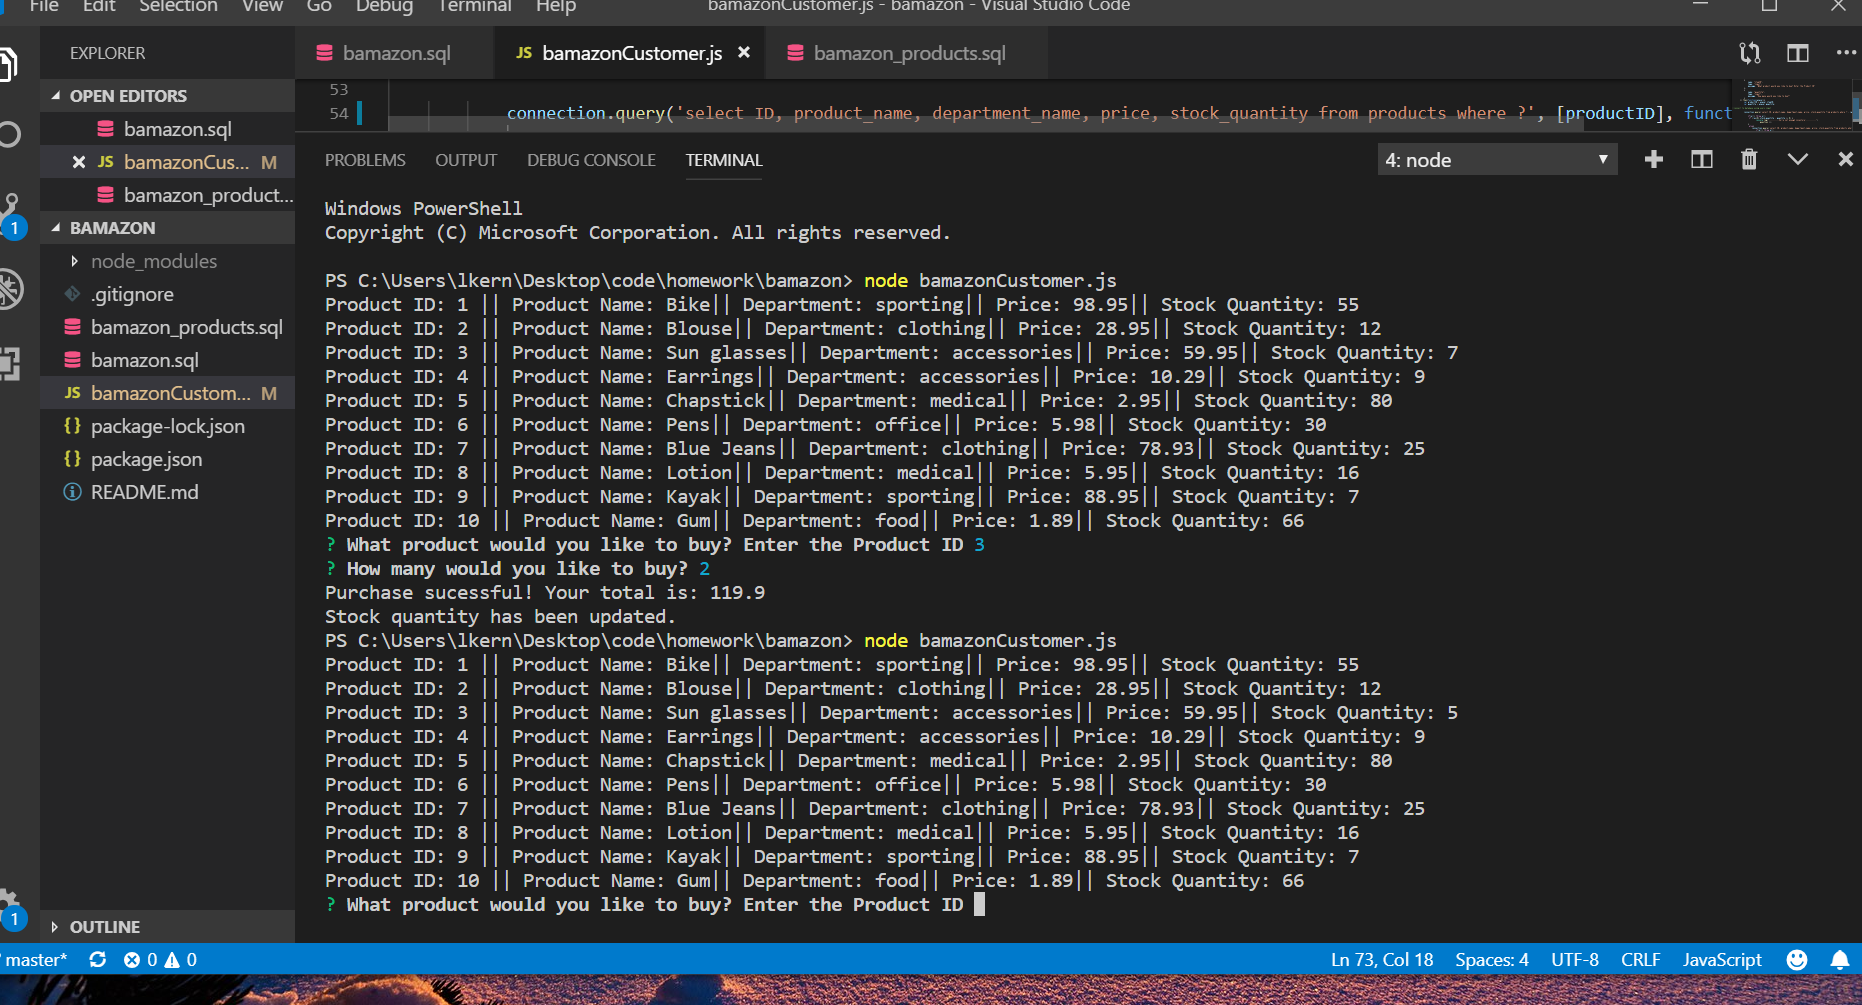 File Edit Selection View Go Debug Terminal Help bamazonCustomer.js - bamazon - Visual Studio Code
EXPLORER
bamazon.sql JS bamazonCustomer.js × bamazon_products.sql
OPEN EDITORS
bamazon.sql
× JS bamazonCus... M
bamazon_product...
BAMAZON
node_modules
.gitignore
bamazon_products.sql
bamazon.sql
JS bamazonCustom... M
{} package-lock.json
{} package.json
README.md
OUTLINE
1
1
53
54 connection.query('select ID, product_name, department_name, price, stock_quantity from products where ?', [productID], funct
PROBLEMS OUTPUT DEBUG CONSOLE TERMINAL 4: node
Windows PowerShell
Copyright (C) Microsoft Corporation. All rights reserved.
PS C:\Users\lkern\Desktop\code\homework\bamazon> node bamazonCustomer.js
Product ID: 1 || Product Name: Bike|| Department: sporting|| Price: 98.95|| Stock Quantity: 55
Product ID: 2 || Product Name: Blouse|| Department: clothing|| Price: 28.95|| Stock Quantity: 12
Product ID: 3 || Product Name: Sun glasses|| Department: accessories|| Price: 59.95|| Stock Quantity: 7
Product ID: 4 || Product Name: Earrings|| Department: accessories|| Price: 10.29|| Stock Quantity: 9
Product ID: 5 || Product Name: Chapstick|| Department: medical|| Price: 2.95|| Stock Quantity: 80
Product ID: 6 || Product Name: Pens|| Department: office|| Price: 5.98|| Stock Quantity: 30
Product ID: 7 || Product Name: Blue Jeans|| Department: clothing|| Price: 78.93|| Stock Quantity: 25
Product ID: 8 || Product Name: Lotion|| Department: medical|| Price: 5.95|| Stock Quantity: 16
Product ID: 9 || Product Name: Kayak|| Department: sporting|| Price: 88.95|| Stock Quantity: 7
Product ID: 10 || Product Name: Gum|| Department: food|| Price: 1.89|| Stock Quantity: 66
? What product would you like to buy? Enter the Product ID 3
? How many would you like to buy? 2
Purchase sucessful! Your total is: 119.9
Stock quantity has been updated.
PS C:\Users\lkern\Desktop\code\homework\bamazon> node bamazonCustomer.js
Product ID: 1 || Product Name: Bike|| Department: sporting|| Price: 98.95|| Stock Quantity: 55
Product ID: 2 || Product Name: Blouse|| Department: clothing|| Price: 28.95|| Stock Quantity: 12
Product ID: 3 || Product Name: Sun glasses|| Department: accessories|| Price: 59.95|| Stock Quantity: 5
Product ID: 4 || Product Name: Earrings|| Department: accessories|| Price: 10.29|| Stock Quantity: 9
Product ID: 5 || Product Name: Chapstick|| Department: medical|| Price: 2.95|| Stock Quantity: 80
Product ID: 6 || Product Name: Pens|| Department: office|| Price: 5.98|| Stock Quantity: 30
Product ID: 7 || Product Name: Blue Jeans|| Department: clothing|| Price: 78.93|| Stock Quantity: 25
Product ID: 8 || Product Name: Lotion|| Department: medical|| Price: 5.95|| Stock Quantity: 16
Product ID: 9 || Product Name: Kayak|| Department: sporting|| Price: 88.95|| Stock Quantity: 7
Product ID: 10 || Product Name: Gum|| Department: food|| Price: 1.89|| Stock Quantity: 66
? What product would you like to buy? Enter the Product ID
master* 0 0 Ln 73, Col 18 Spaces: 4 UTF-8 CRLF JavaScript